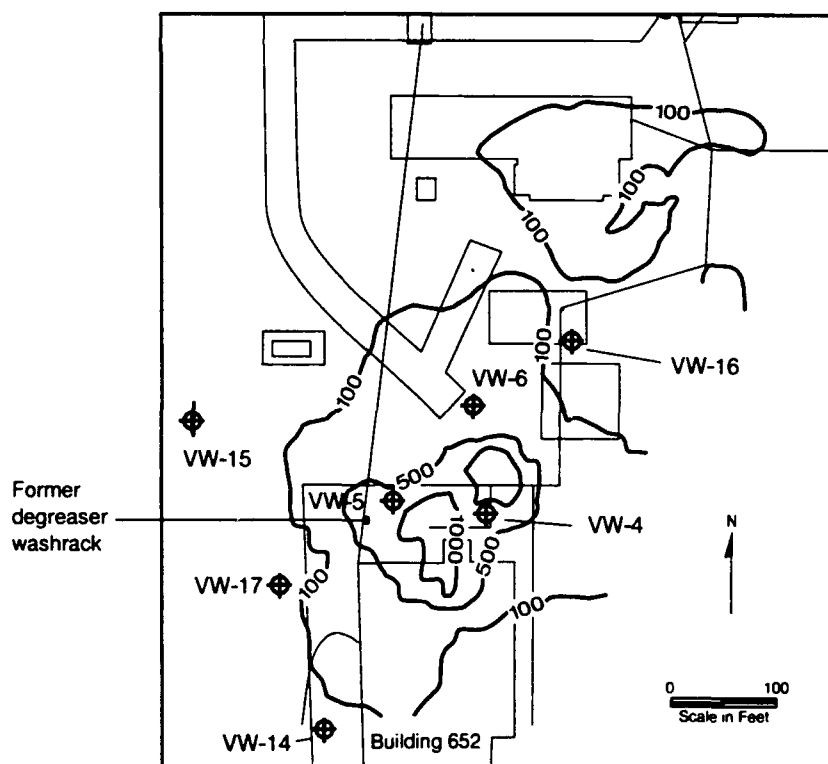 100
100
100
100
VW-16
VW-6
100
VW-15
500
Former
degreaser
washrack
VW-5
1000
VW-4
N
500
VW-17
100
100
0 100
Scale in Feet
VW-14
Building 652